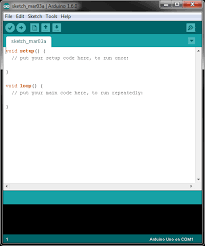 sketch_mar03a | Arduino 1.6.0
File Edit Sketch Tools Help
sketch_mar03a
void setup() {
// put your setup code here, to run once:
}
void loop() {
// put your main code here, to run repeatedly:
}
1
Arduino Uno on COM1